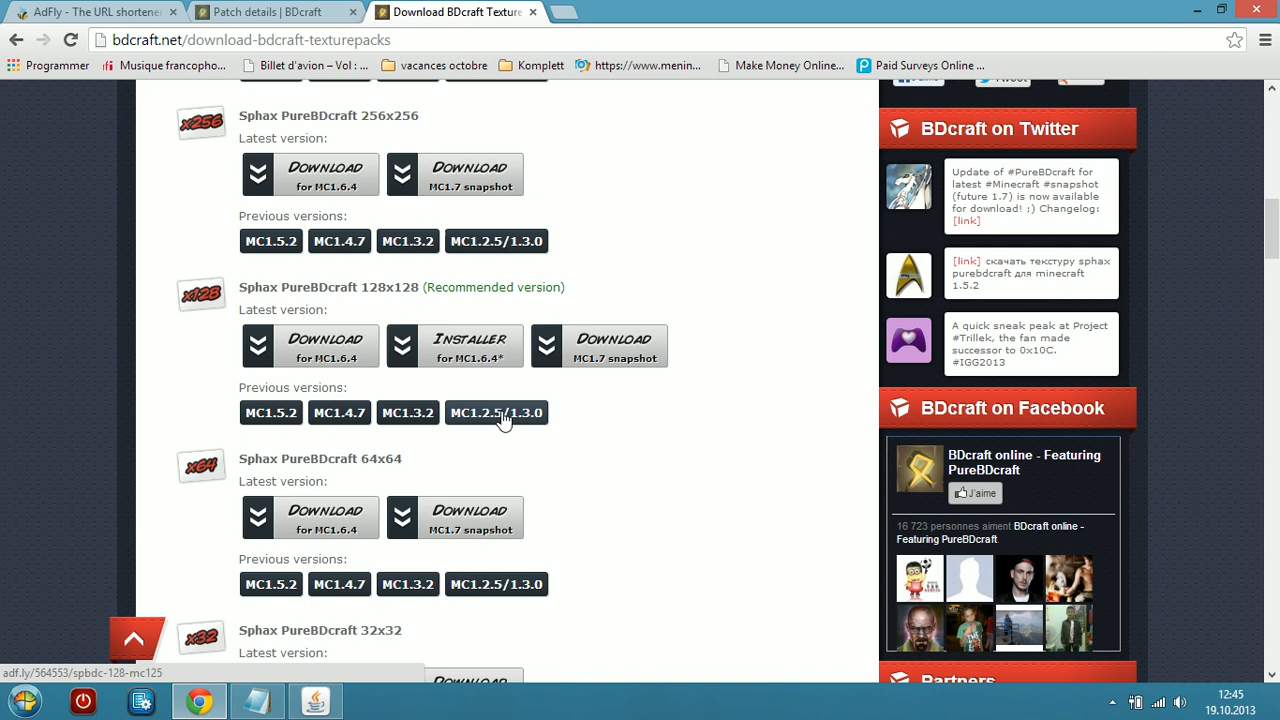 AdFly - The URL shortener
Patch details | BDcraft
Download BDcraft Texture
bdcraft.net/download-bdcraft-texturepacks
Programmer
Musique francopho...
Billet d'avion – Vol : ...
vacances octobre
Komplett
https://www.menin...
Make Money Online...
Paid Surveys Online ...
x256
Sphax PureBDcraft 256x256
Latest version:
Download for MC1.6.4
Download MC1.7 snapshot
Previous versions:
MC1.5.2 MC1.4.7 MC1.3.2 MC1.2.5/1.3.0
x128
Sphax PureBDcraft 128x128 (Recommended version)
Latest version:
Download for MC1.6.4
Installer for MC1.6.4*
Download MC1.7 snapshot
Previous versions:
MC1.5.2 MC1.4.7 MC1.3.2 MC1.2.5/1.3.0
x64
Sphax PureBDcraft 64x64
Latest version:
Download for MC1.6.4
Download MC1.7 snapshot
Previous versions:
MC1.5.2 MC1.4.7 MC1.3.2 MC1.2.5/1.3.0
x32
Sphax PureBDcraft 32x32
Latest version:
Download
BDcraft on Twitter
Update of #PureBDcraft for
latest #Minecraft #snapshot
(future 1.7) is now available
for download! ;) Changelog:
[link]
[link] скачать текстуру sphax
purebdcraft для minecraft
1.5.2
A quick sneak peak at Project
#Trillek, the fan made
successor to 0x10C.
#IGG2013
BDcraft on Facebook
BDcraft online - Featuring
PureBDcraft
J'aime
16 723 personnes aiment BDcraft online -
Featuring PureBDcraft.
Partners
adf.ly/564553/spbdc-128-mc125
12:45
19.10.2013